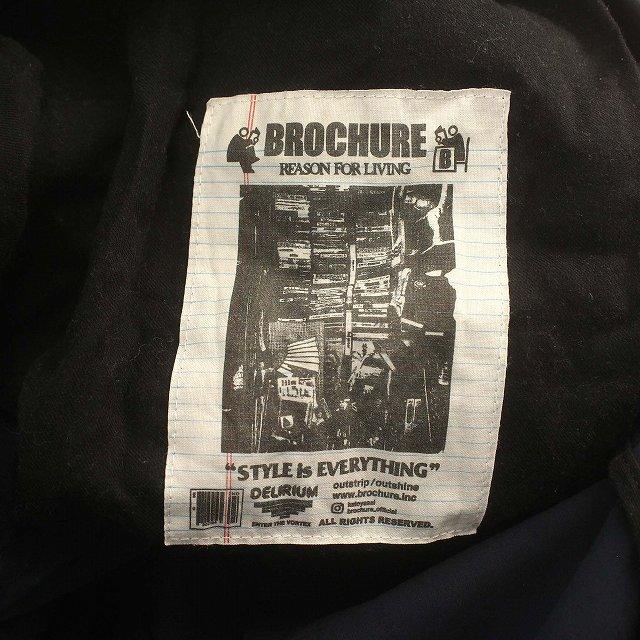 BROCHURE
B
REASON FOR LIVING
"STYLE is EVERYTHING"
DELIRIUM
ENTER THE VORTEX
outstrip/outshine
www.brochure.inc
brochure_official
ALL RIGHTS RESERVED.